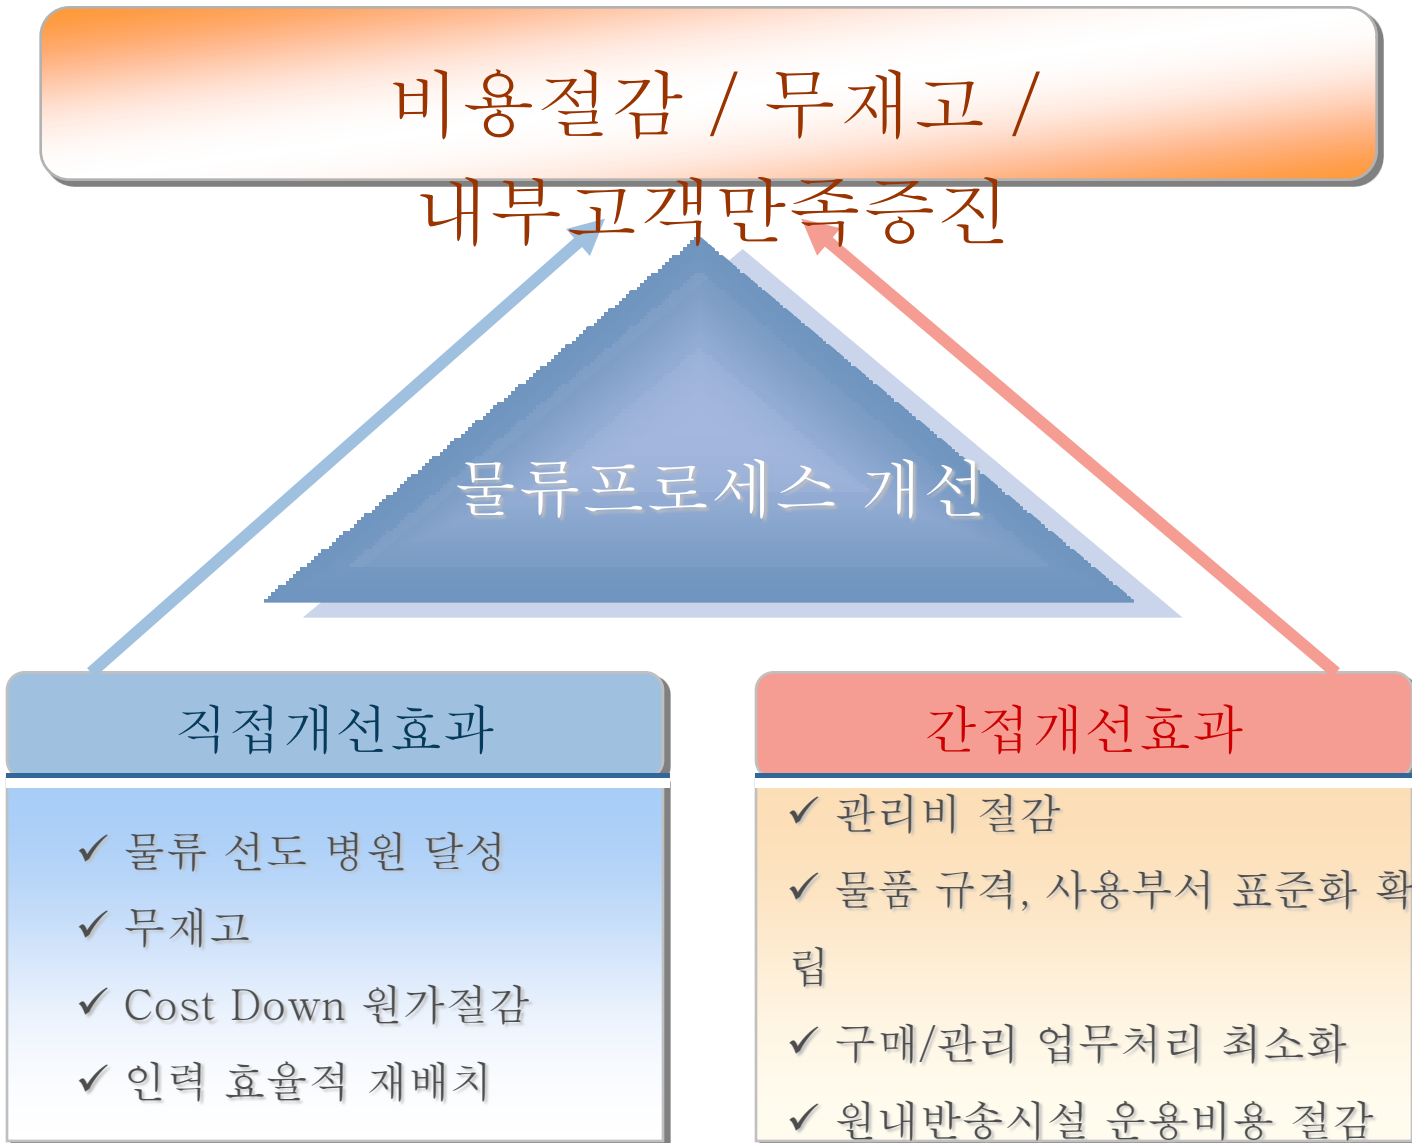 비용절감 / 무재고 /
내부고객만족증진
물류프로세스 개선
직접개선효과
✓ 물류 선도 병원 달성
✓ 무재고
✓ Cost Down 원가절감
✓ 인력 효율적 재배치
간접개선효과
✓ 관리비 절감
✓ 물품 규격, 사용부서 표준화 확
립
✓ 구매/관리 업무처리 최소화
✓ 원내반송시설 운용비용 절감